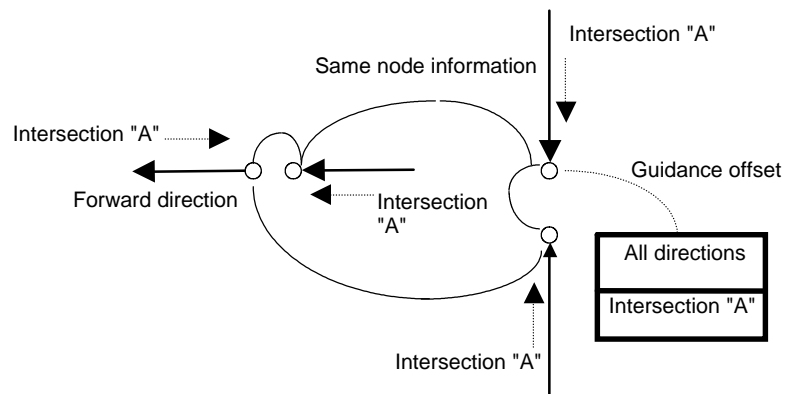 Intersection "A"
Same node information
Intersection "A"
Guidance offset
Forward direction
Intersection
"A"
All directions
Intersection "A"
Intersection "A"